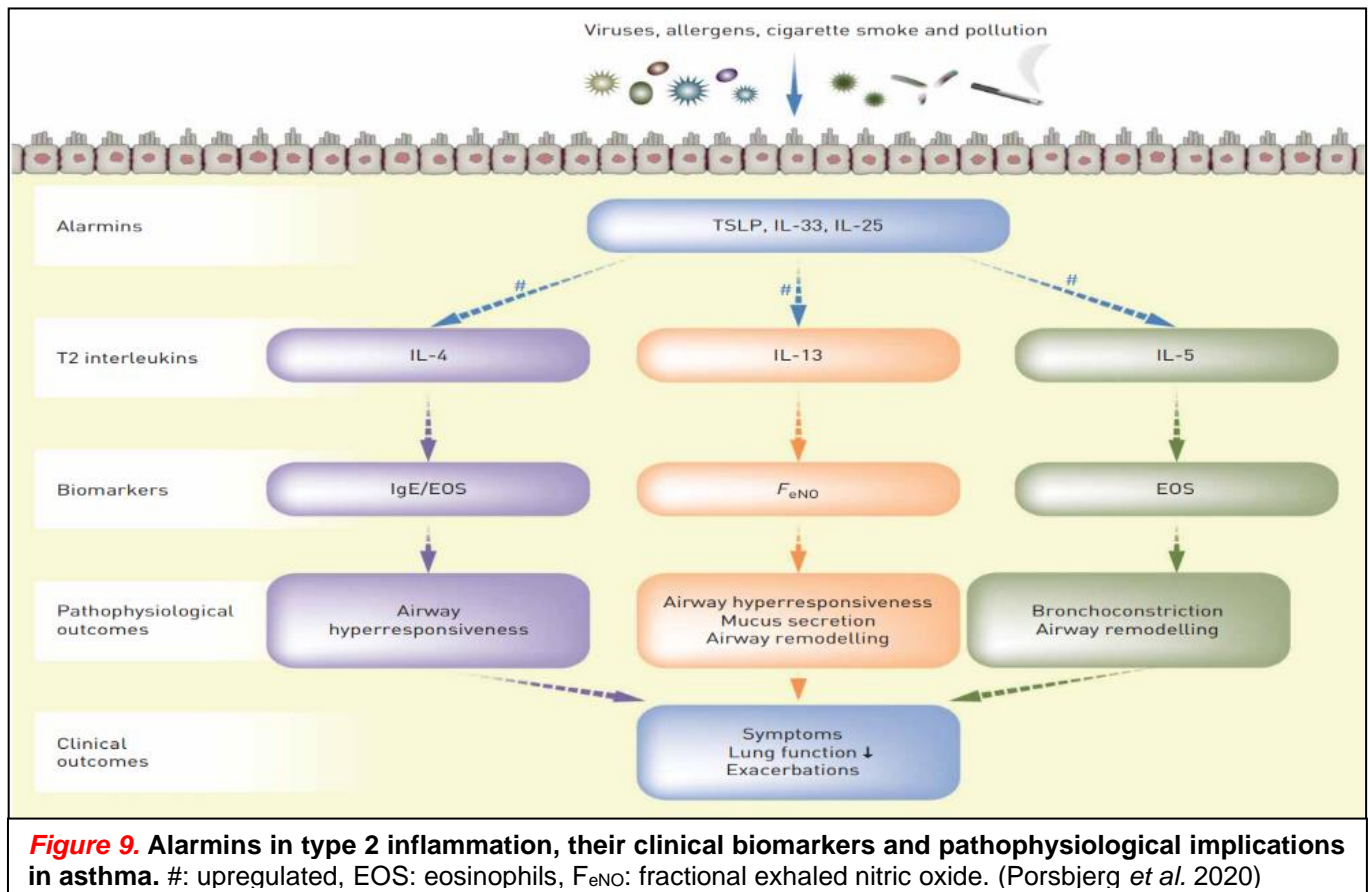 Viruses, allergens, cigarette smoke and pollution
Alarmins
TSLP, IL-33, IL-25
#
#
#
T2 interleukins
IL-4
IL-13
IL-5
Biomarkers
IgE/EOS
FeNO
EOS
Pathophysiological
outcomes
Airway
hyperresponsiveness
Airway hyperresponsiveness
Mucus secretion
Airway remodelling
Bronchoconstriction
Airway remodelling
Clinical
outcomes
Symptoms
Lung function ↓
Exacerbations
Figure 9. Alarmins in type 2 inflammation, their clinical biomarkers and pathophysiological implications
in asthma. #: upregulated, EOS: eosinophils, FeNO: fractional exhaled nitric oxide. (Porsbjerg et al. 2020)